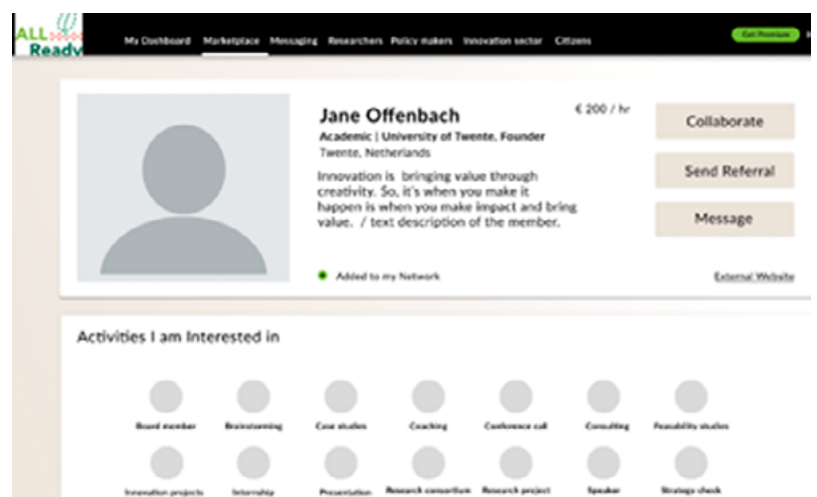 ALL
Ready
My Dashboard Marketplace Messaging Researchers Policy makers Innovation sector Citizens Get Premium
Jane Offenbach € 200 / hr
Academic | University of Twente, Founder
Twente, Netherlands
Innovation is bringing value through
creativity. So, it's when you make it
happen is when you make impact and bring
value. / text description of the member.
Collaborate
Send Referral
Message
Added to my Network
External Website
Activities I am Interested in
Board member Brainstorming Case studies Coaching Conference call Consulting Feasability studies
Innovation projects Internship Presentation Research consortium Research project Speaker Strategy check